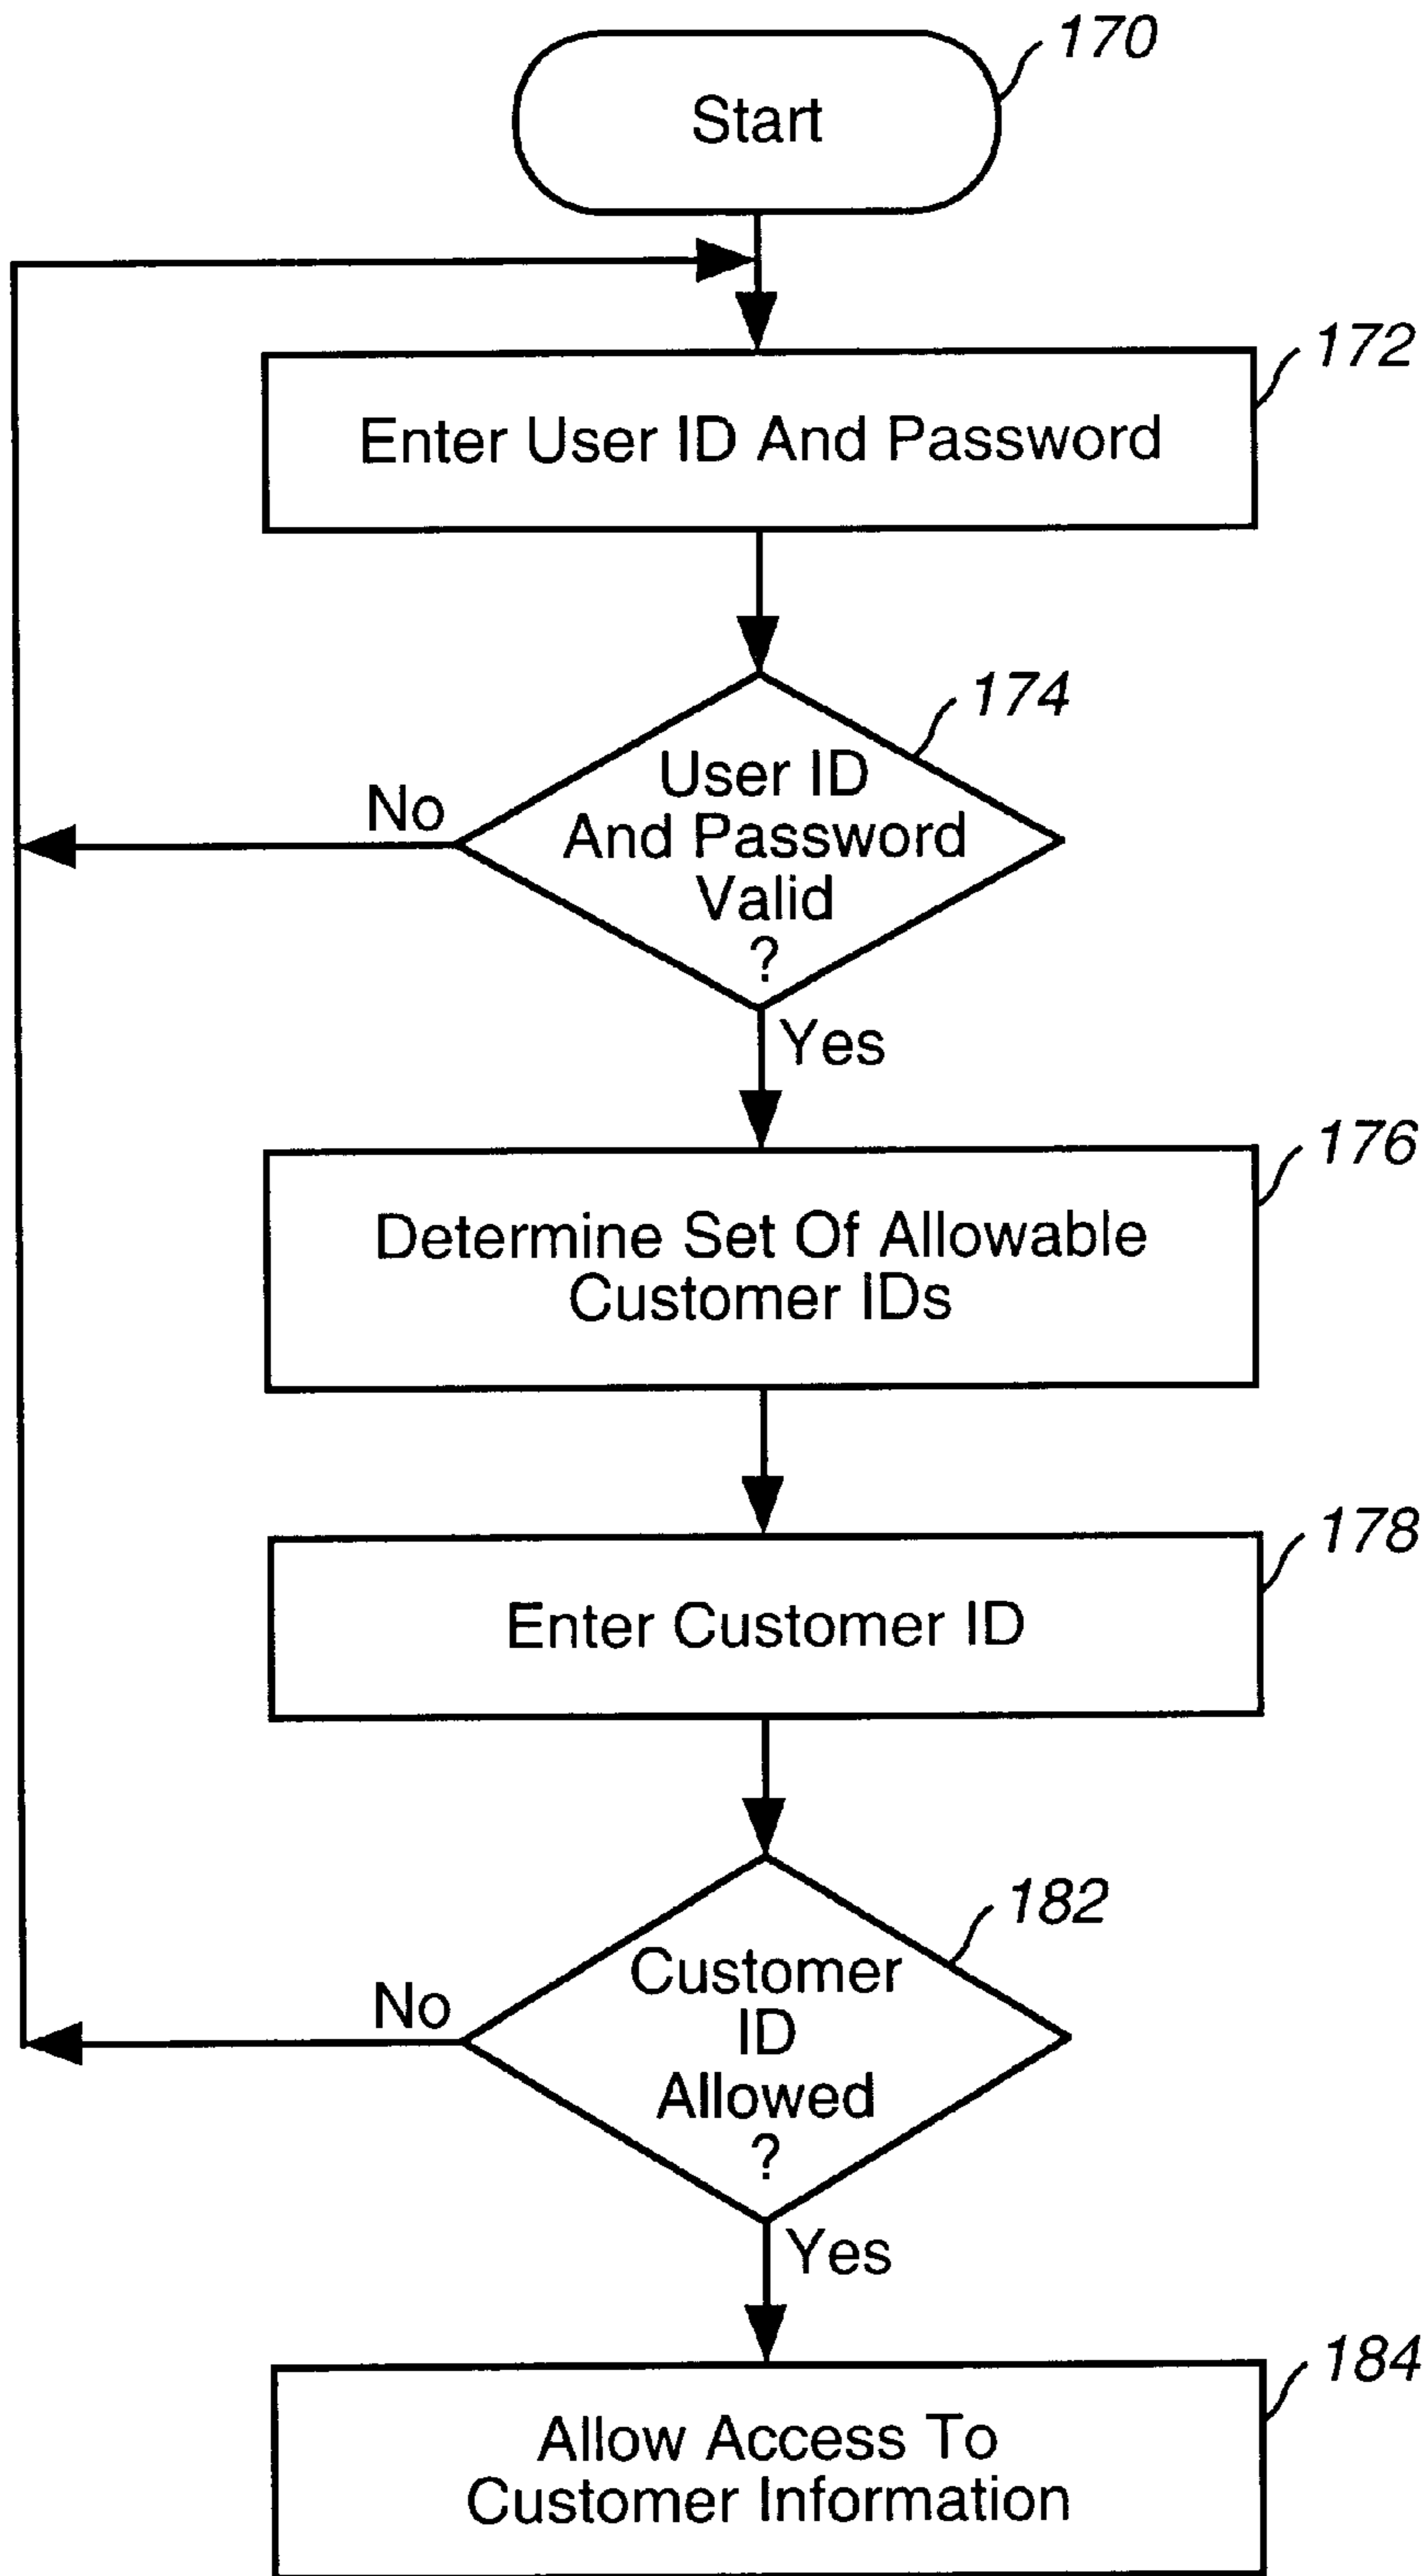 170
Start
172
Enter User ID And Password
174
User ID
And Password
Valid
?
No
Yes
176
Determine Set Of Allowable
Customer IDs
178
Enter Customer ID
182
Customer
ID
Allowed
?
No
Yes
184
Allow Access To
Customer Information